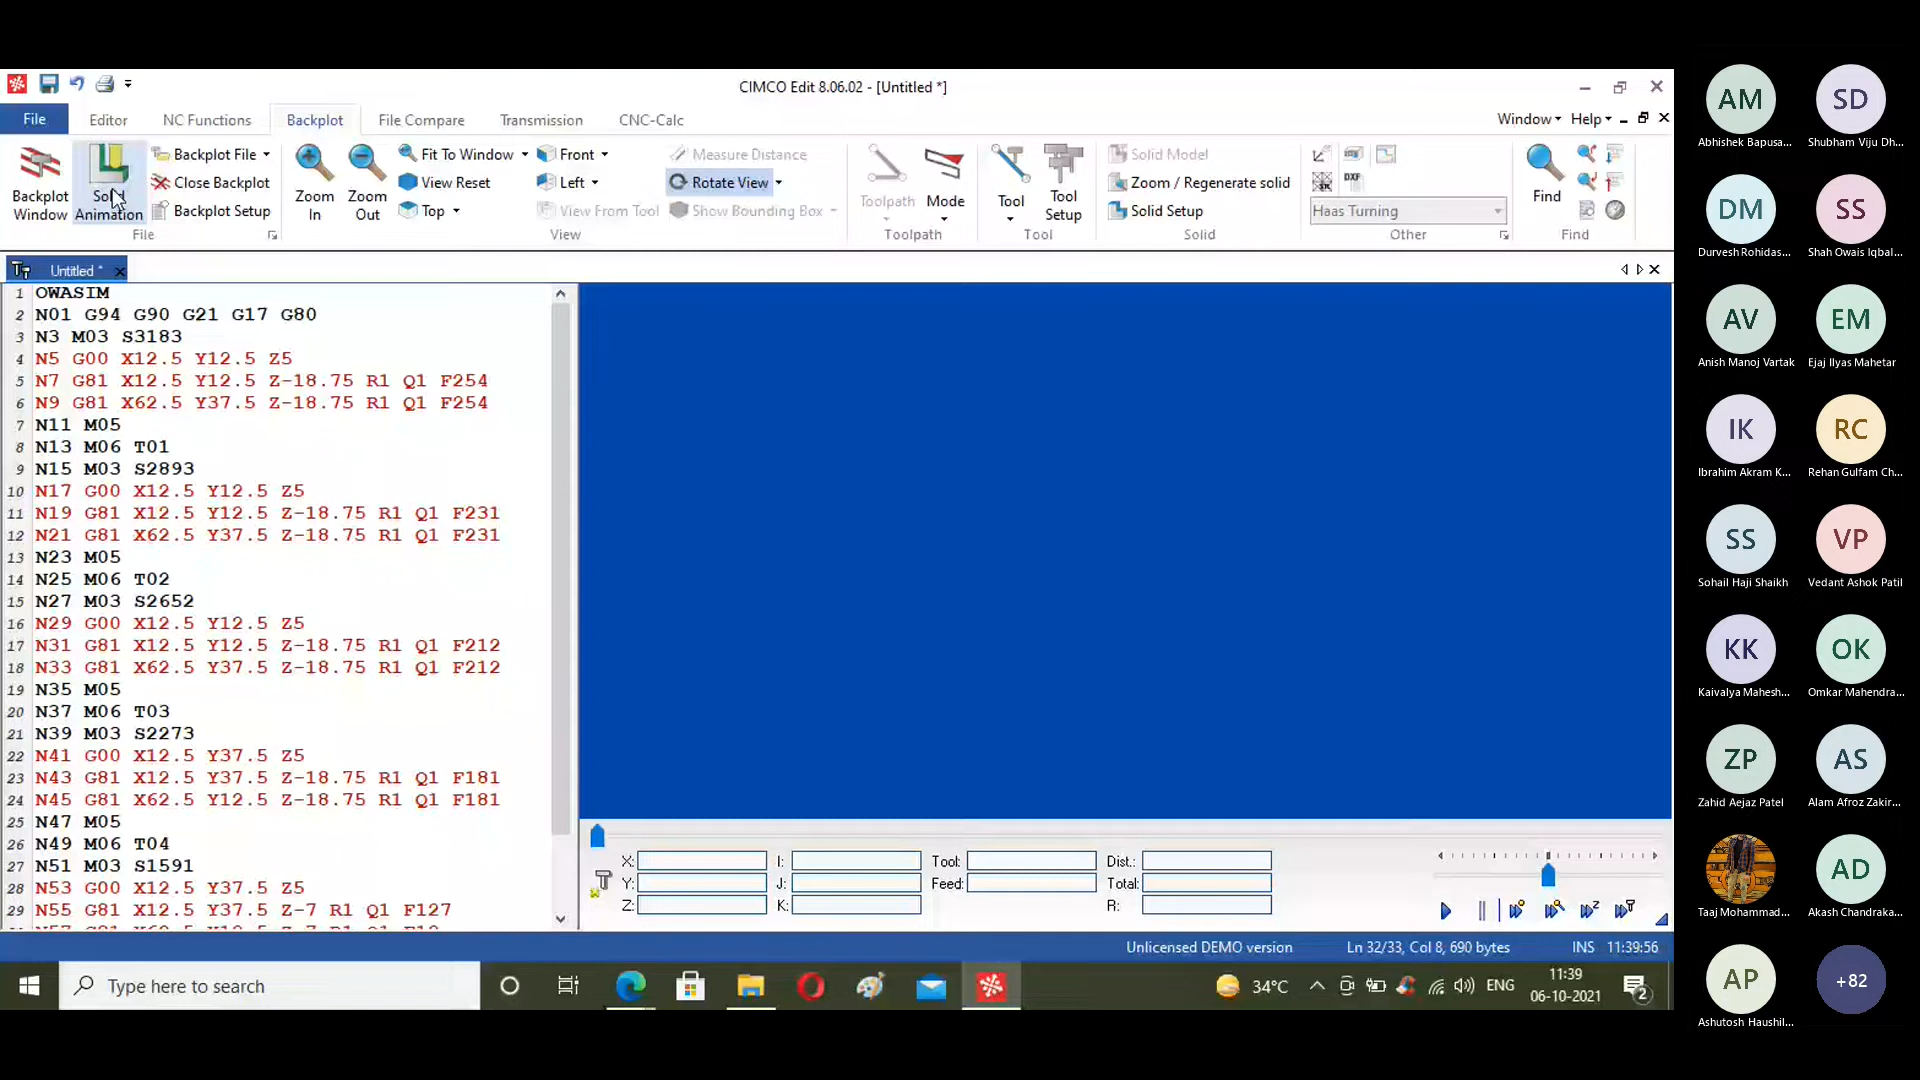 CIMCO Edit 8.06.02 - [Untitled *]
File Editor NC Functions Backplot File Compare Transmission CNC-Calc Window Help
Backplot Window
Solid Animation
Backplot File
Close Backplot
Backplot Setup
File
Zoom In
Zoom Out
Fit To Window
View Reset
Top
Front
Left
View From Tool
Measure Distance
Rotate View
Show Bounding Box
View
Toolpath
Mode
Toolpath
Tool
Tool Setup
Tool
Solid Model
Zoom / Regenerate solid
Solid Setup
Solid
DXF
Haas Turning
Other
Find
Find
Untitled *
1 OWASIM
2 N01 G94 G90 G21 G17 G80
3 N3 M03 S3183
4 N5 G00 X12.5 Y12.5 Z5
5 N7 G81 X12.5 Y12.5 Z-18.75 R1 Q1 F254
6 N9 G81 X62.5 Y37.5 Z-18.75 R1 Q1 F254
7 N11 M05
8 N13 M06 T01
9 N15 M03 S2893
10 N17 G00 X12.5 Y12.5 Z5
11 N19 G81 X12.5 Y12.5 Z-18.75 R1 Q1 F231
12 N21 G81 X62.5 Y37.5 Z-18.75 R1 Q1 F231
13 N23 M05
14 N25 M06 T02
15 N27 M03 S2652
16 N29 G00 X12.5 Y12.5 Z5
17 N31 G81 X12.5 Y12.5 Z-18.75 R1 Q1 F212
18 N33 G81 X62.5 Y37.5 Z-18.75 R1 Q1 F212
19 N35 M05
20 N37 M06 T03
21 N39 M03 S2273
22 N41 G00 X12.5 Y37.5 Z5
23 N43 G81 X12.5 Y37.5 Z-18.75 R1 Q1 F181
24 N45 G81 X62.5 Y12.5 Z-18.75 R1 Q1 F181
25 N47 M05
26 N49 M06 T04
27 N51 M03 S1591
28 N53 G00 X12.5 Y37.5 Z5
29 N55 G81 X12.5 Y37.5 Z-7 R1 Q1 F127
X: I: Tool: Dist.:
Y: J: Feed: Total:
Z: K: R:
Unlicensed DEMO version Ln 32/33, Col 8, 690 bytes INS 11:39:56
Type here to search
34°C ENG
11:39
06-10-2021
2
AM SD
Abhishek Bapusa... Shubham Viju Dh...
DM SS
Durvesh Rohidas... Shah Owais Iqbal...
AV EM
Anish Manoj Vartak Ejaj Ilyas Mahetar
IK RC
Ibrahim Akram K... Rehan Gulfam Ch...
SS VP
Sohail Haji Shaikh Vedant Ashok Patil
KK OK
Kaivalya Mahesh... Omkar Mahendra...
ZP AS
Zahid Aejaz Patel Alam Afroz Zakir...
AD
Taaj Mohammad... Akash Chandraka...
AP +82
Ashutosh Haushil...